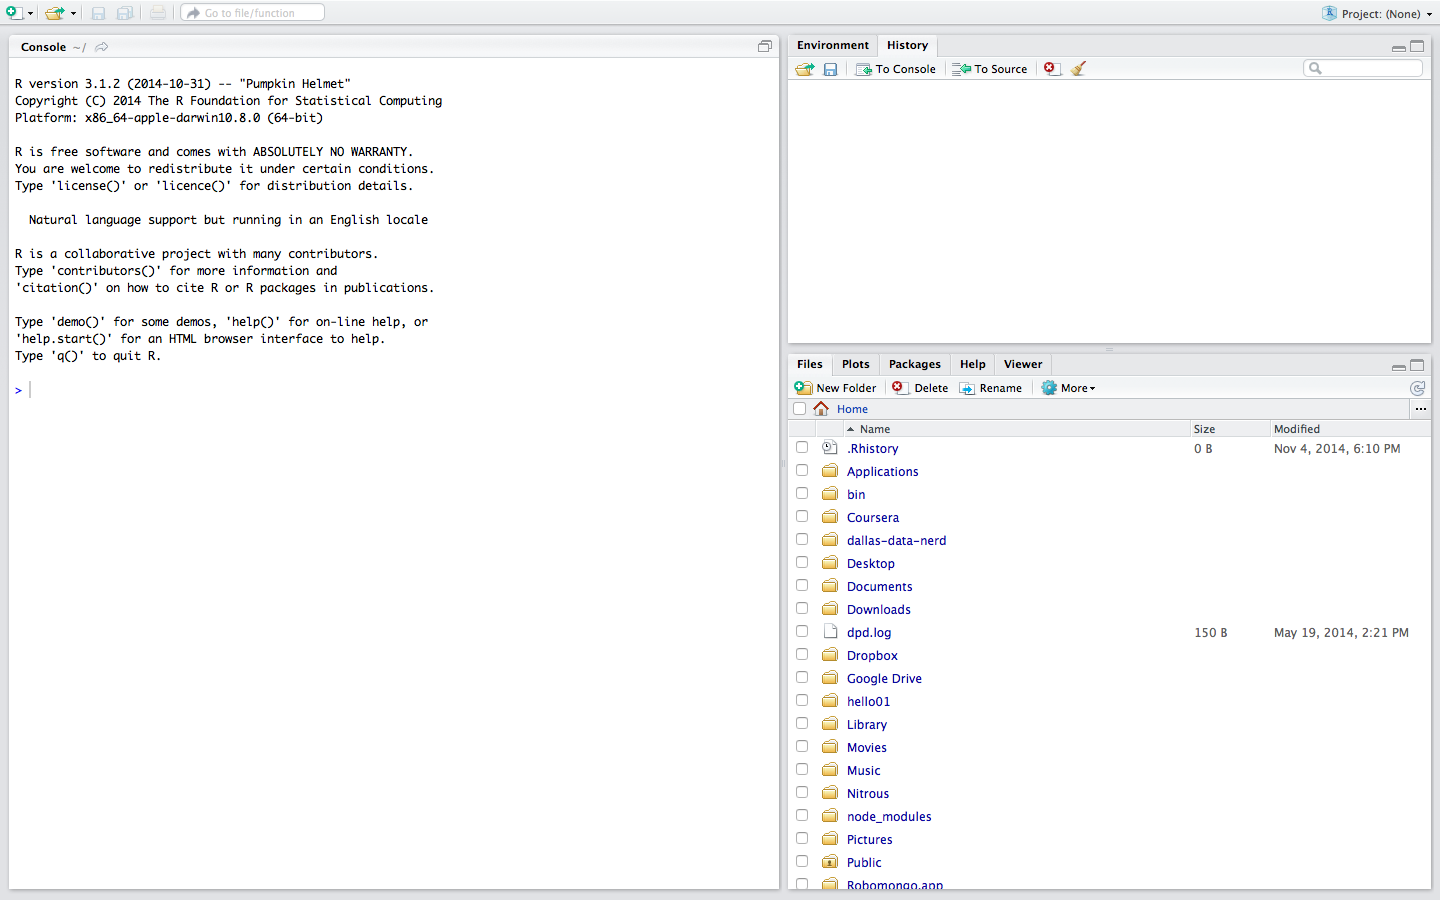 Go to file/function
Project: (None)
Console ~/
R version 3.1.2 (2014-10-31) -- "Pumpkin Helmet"
Copyright (C) 2014 The R Foundation for Statistical Computing
Platform: x86_64-apple-darwin10.8.0 (64-bit)
R is free software and comes with ABSOLUTELY NO WARRANTY.
You are welcome to redistribute it under certain conditions.
Type 'license()' or 'licence()' for distribution details.
Natural language support but running in an English locale
R is a collaborative project with many contributors.
Type 'contributors()' for more information and
'citation()' on how to cite R or R packages in publications.
Type 'demo()' for some demos, 'help()' for on-line help, or
'help.start()' for an HTML browser interface to help.
Type 'q()' to quit R.
>
Environment History
To Console To Source
Files Plots Packages Help Viewer
New Folder Delete Rename More
Home ...
Name Size Modified
.Rhistory 0 B Nov 4, 2014, 6:10 PM
Applications
bin
Coursera
dallas-data-nerd
Desktop
Documents
Downloads
dpd.log 150 B May 19, 2014, 2:21 PM
Dropbox
Google Drive
hello01
Library
Movies
Music
Nitrous
node_modules
Pictures
Public
Robomongo.app